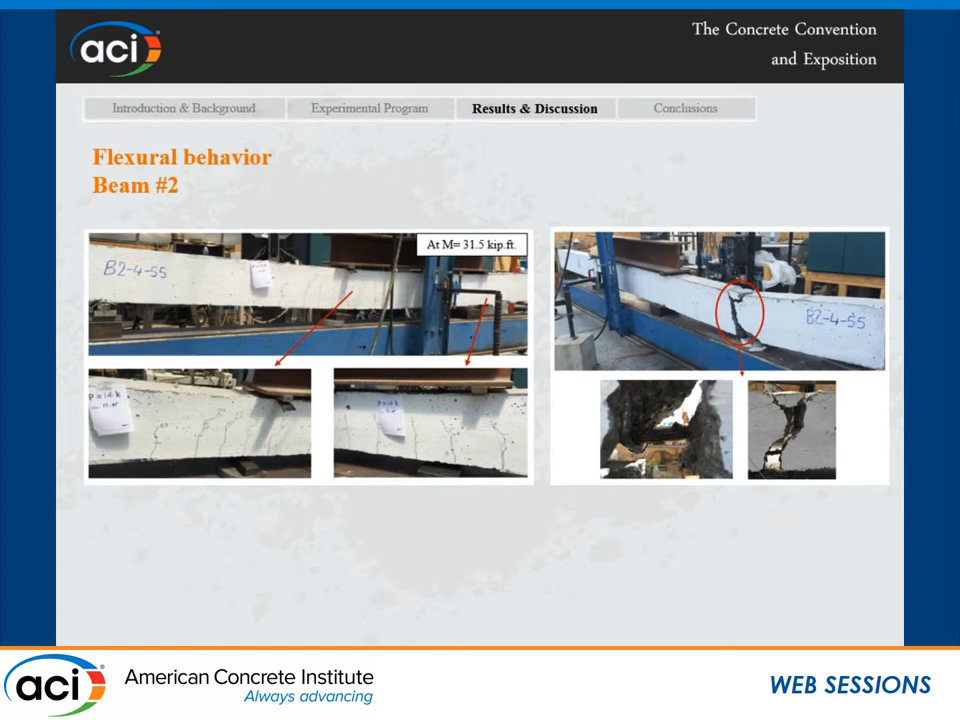 aci
The Concrete Convention
and Exposition
Introduction & Background
Experimental Program
Results & Discussion
Conclusions
Flexural behavior
Beam #2
At M= 31.5 kip.ft.
B2-4-55
B2-4-55
P=14 k
aci
American Concrete Institute
Always advancing
WEB SESSIONS